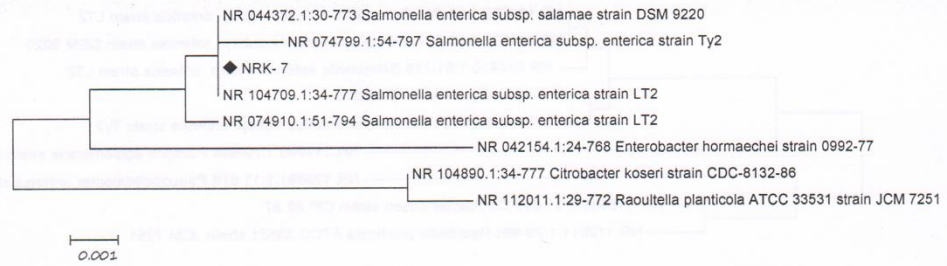 NR 044372.1:30-773 Salmonella enterica subsp. salamae strain DSM 9220
NR 074799.1:54-797 Salmonella enterica subsp. enterica strain Ty2
NRK- 7
NR 104709.1:34-777 Salmonella enterica subsp. enterica strain LT2
NR 074910.1:51-794 Salmonella enterica subsp. enterica strain LT2
NR 042154.1:24-768 Enterobacter hormaechei strain 0992-77
NR 104890.1:34-777 Citrobacter koseri strain CDC-8132-86
NR 112011.1:29-772 Raoultella planticola ATCC 33531 strain JCM 7251
0.001